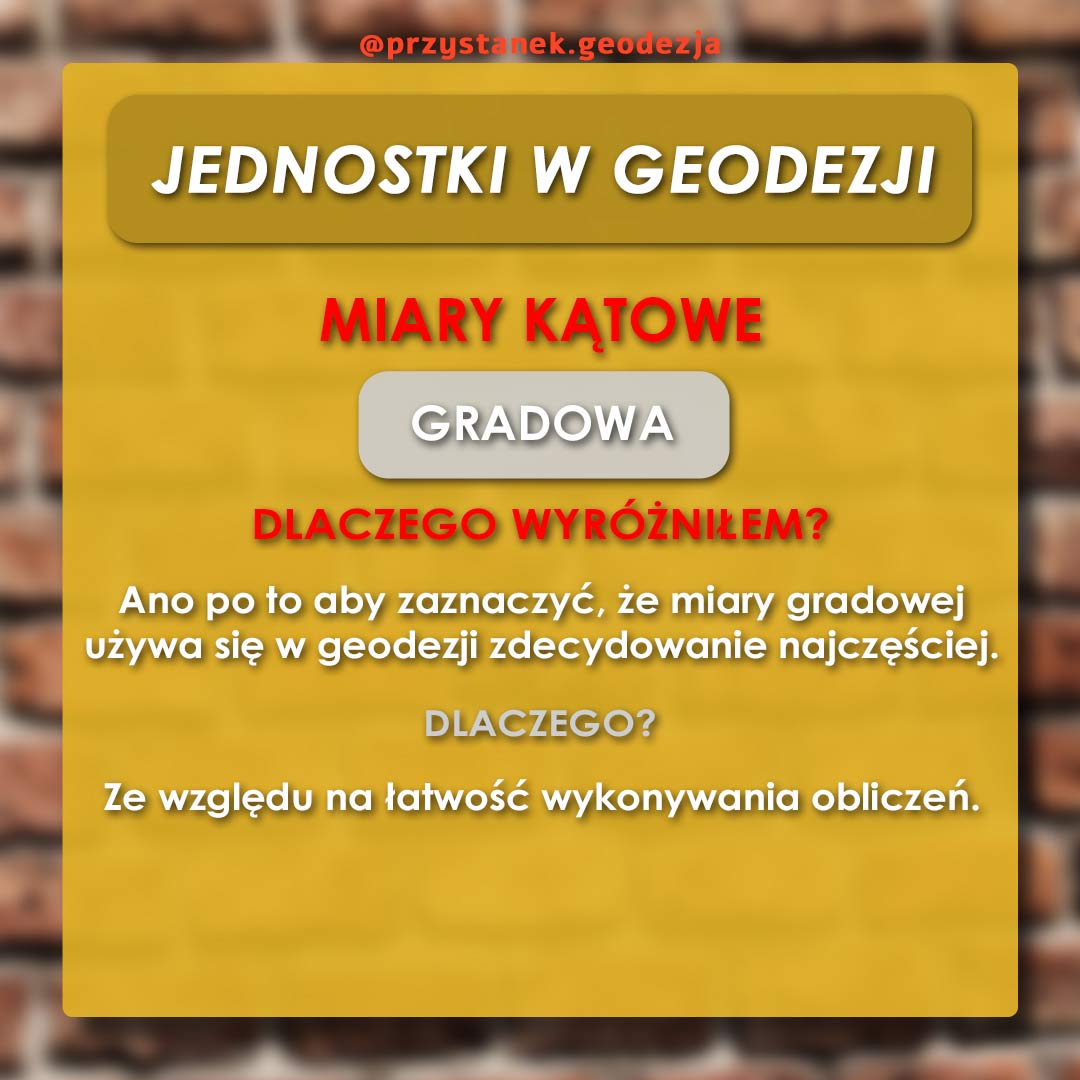 @przystanek.geodezja
JEDNOSTKI W GEODEZJI
MIARY KĄTOWE
GRADOWA
DLACZEGO WYRÓŻNIŁEM?
Ano po to aby zaznaczyć, że miary gradowej
używa się w geodezji zdecydowanie najczęściej.
DLACZEGO?
Ze względu na łatwość wykonywania obliczeń.